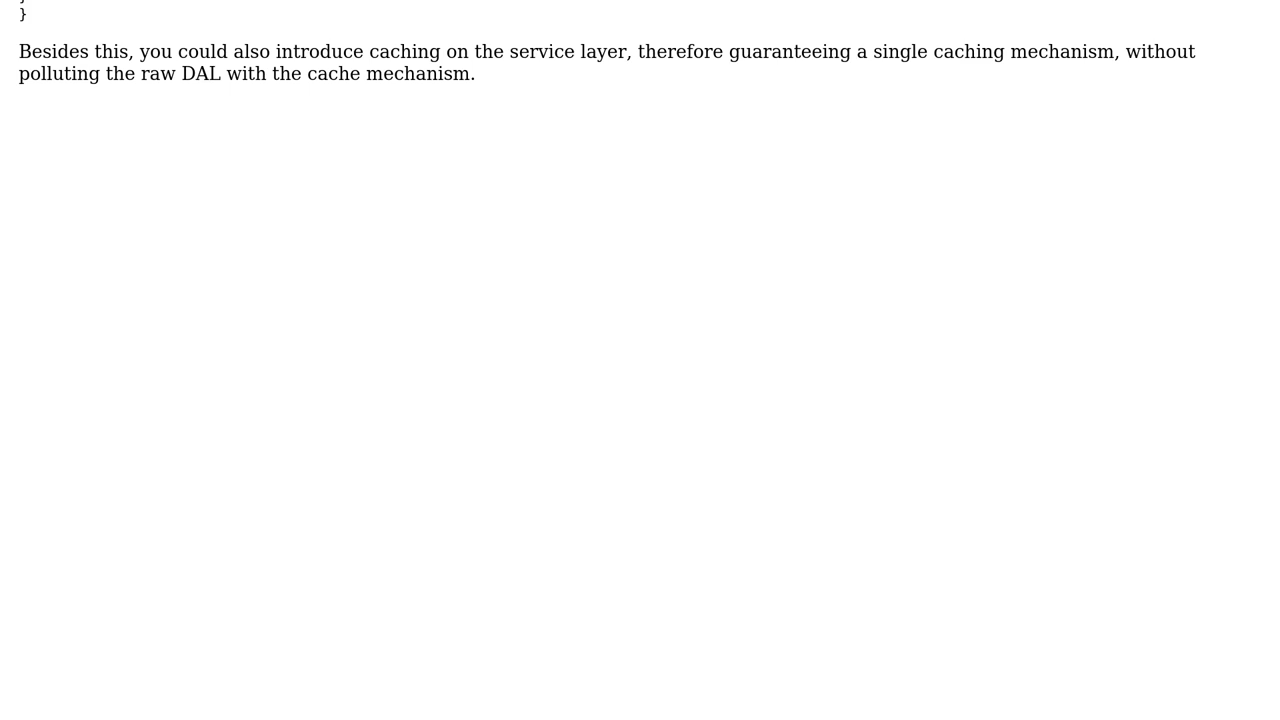 }
Besides this, you could also introduce caching on the service layer, therefore guaranteeing a single caching mechanism, without
polluting the raw DAL with the cache mechanism.